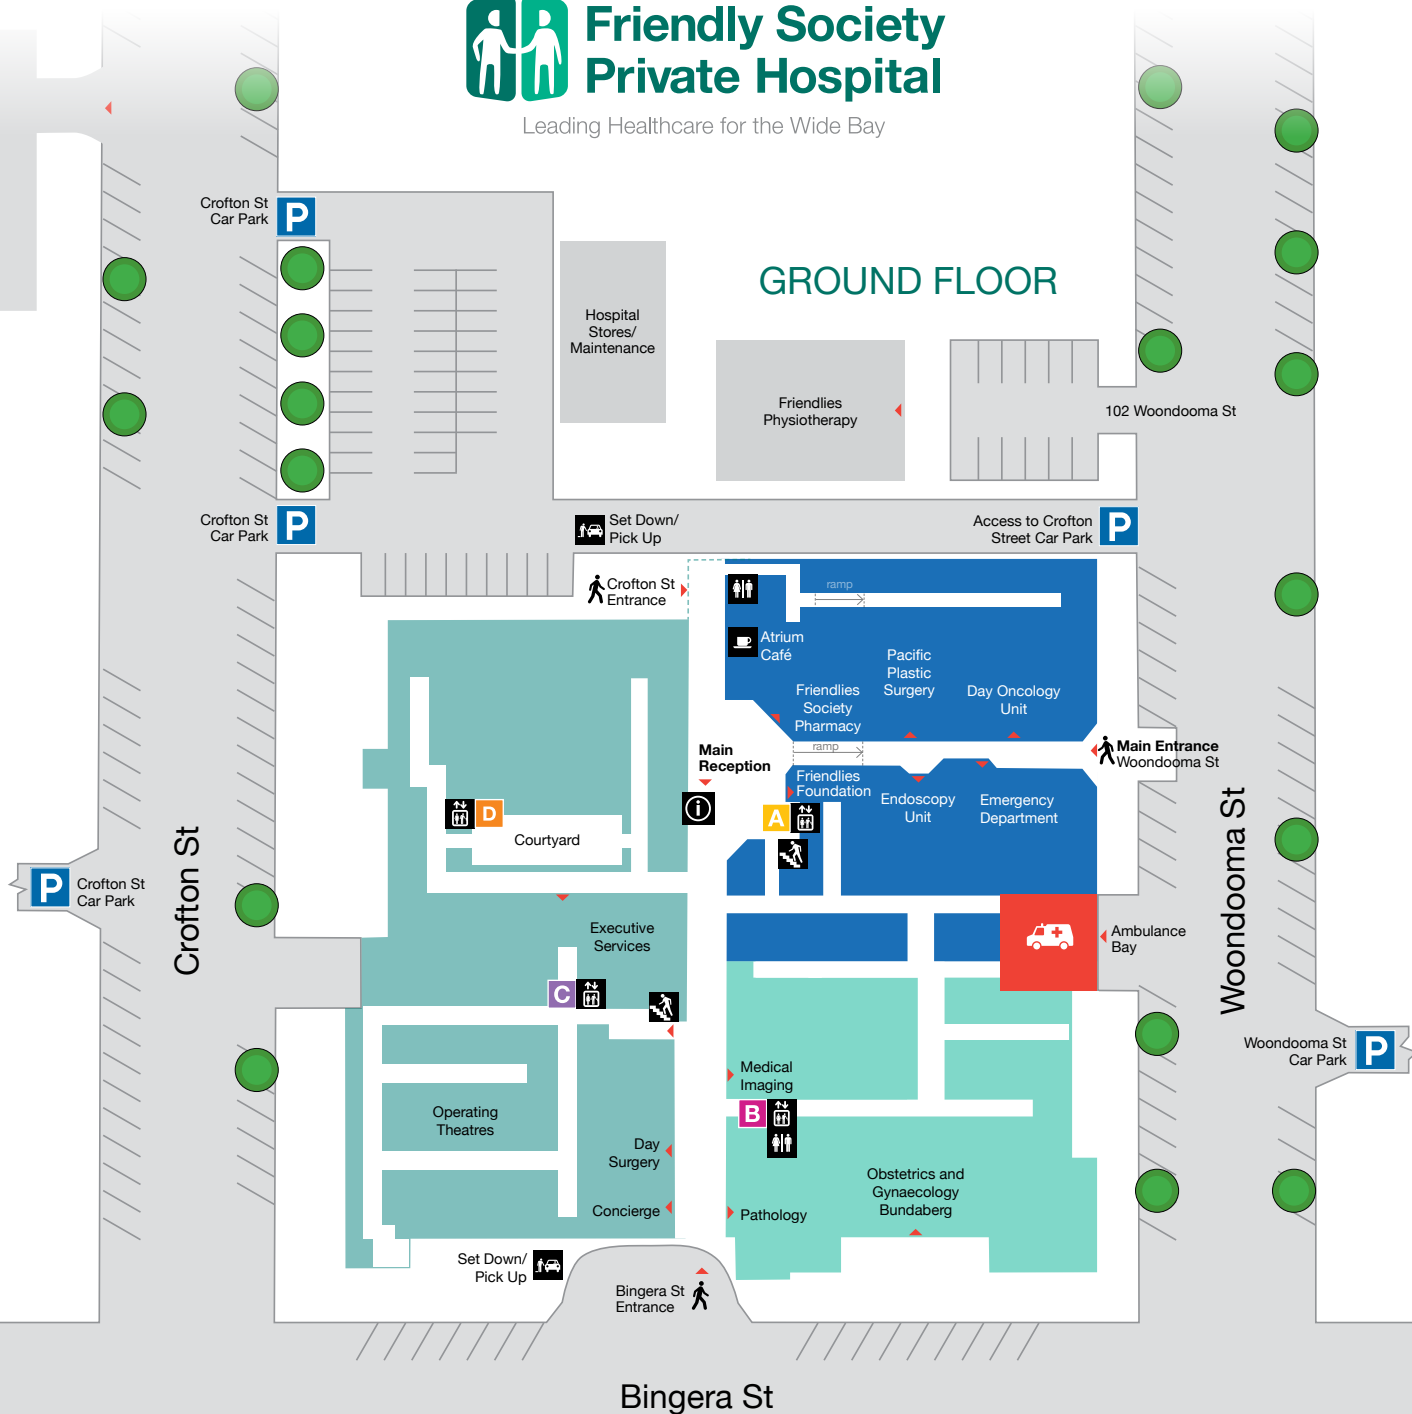 Friendly Society
Private Hospital
Leading Healthcare for the Wide Bay
Crofton St
Car Park
P
GROUND FLOOR
Hospital
Stores/
Maintenance
Friendlies
Physiotherapy
102 Woondooma St
Crofton St
Car Park
P
Set Down/
Pick Up
Access to Crofton
Street Car Park
P
Crofton St
Entrance
ramp
Atrium
Café
Pacific
Plastic
Surgery
Friendlies
Society
Pharmacy
Day Oncology
Unit
Main
Reception
ramp
Main Entrance
Woondooma St
Friendlies
Foundation
Endoscopy
Unit
Emergency
Department
D
i
A
Courtyard
P
Crofton St
Car Park
Crofton St
Woondooma St
Executive
Services
Ambulance
Bay
C
Woondooma St
Car Park
P
Medical
Imaging
B
Operating
Theatres
Day
Surgery
Obstetrics and
Gynaecology
Bundaberg
Concierge
Pathology
Set Down/
Pick Up
Bingera St
Entrance
Bingera St